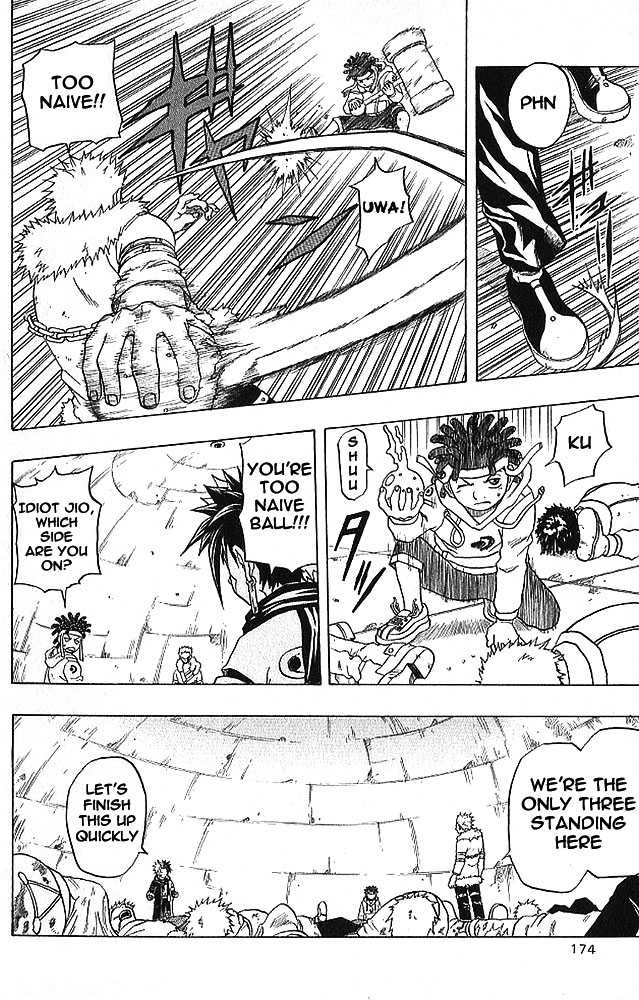 PHN
TOO
NAIVE!!
UWA!
KU
SHUU
YOU'RE
TOO
NAIVE
BALL!!!
IDIOT JIO,
WHICH
SIDE
ARE YOU
ON?
WE'RE THE
ONLY THREE
STANDING
HERE
LET'S
FINISH
THIS UP
QUICKLY
174